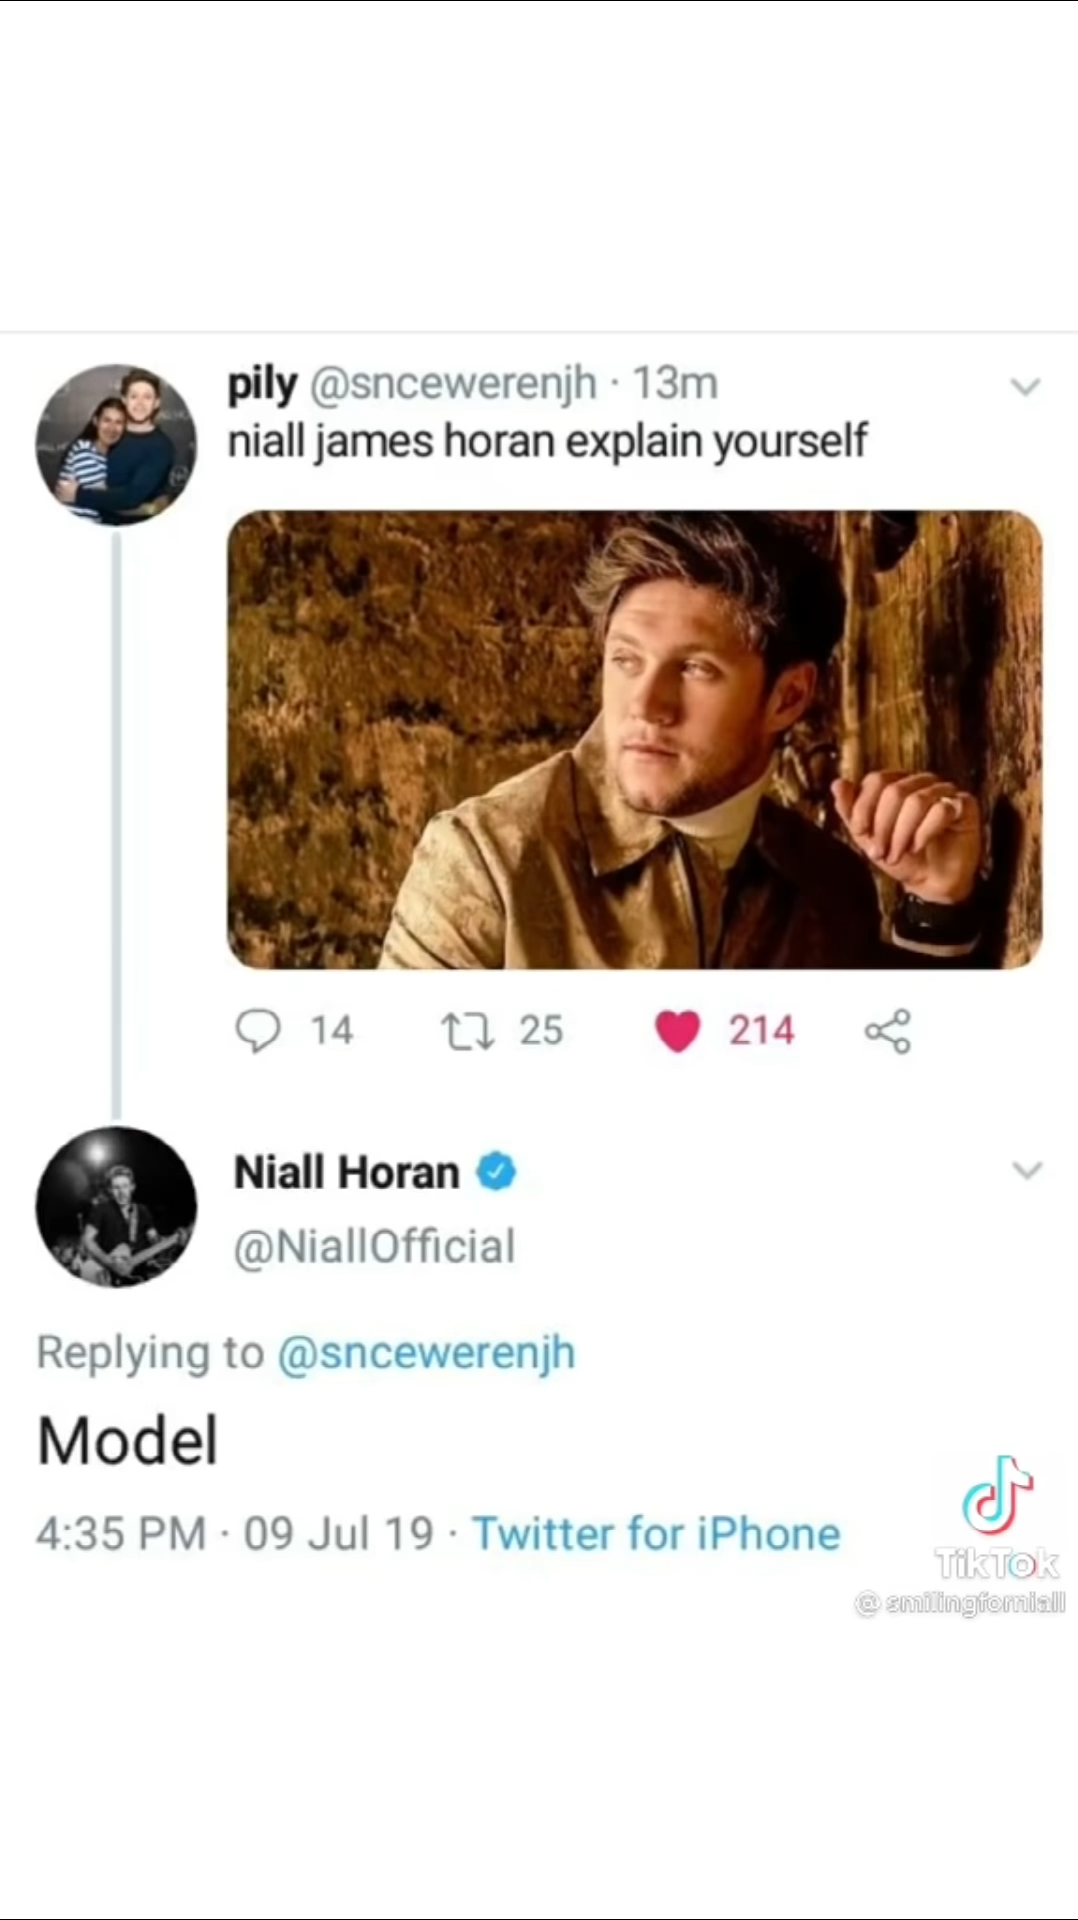 pily @sncewerenjh · 13m
niall james horan explain yourself
14 25 214
Niall Horan
@NiallOfficial
Replying to @sncewerenjh
Model
4:35 PM · 09 Jul 19 · Twitter for iPhone
TikTok
@smilingforniall